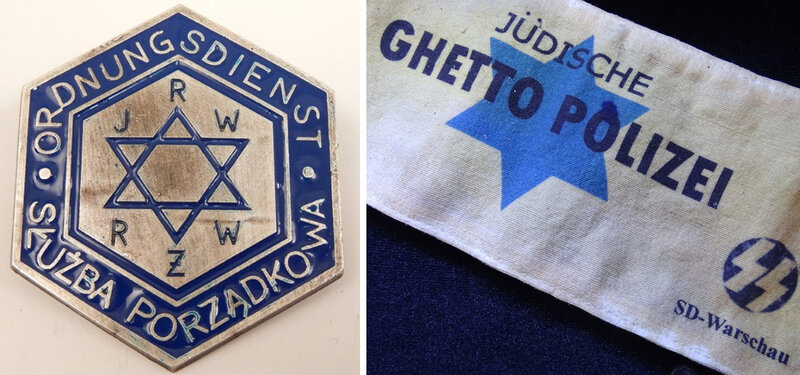 ORDNUNGSDIENST
R
J W
R W
Ż
SŁUŻBA PORZĄDKOWA
JÜDISCHE
GHETTO POLIZEI
SD-Warschau